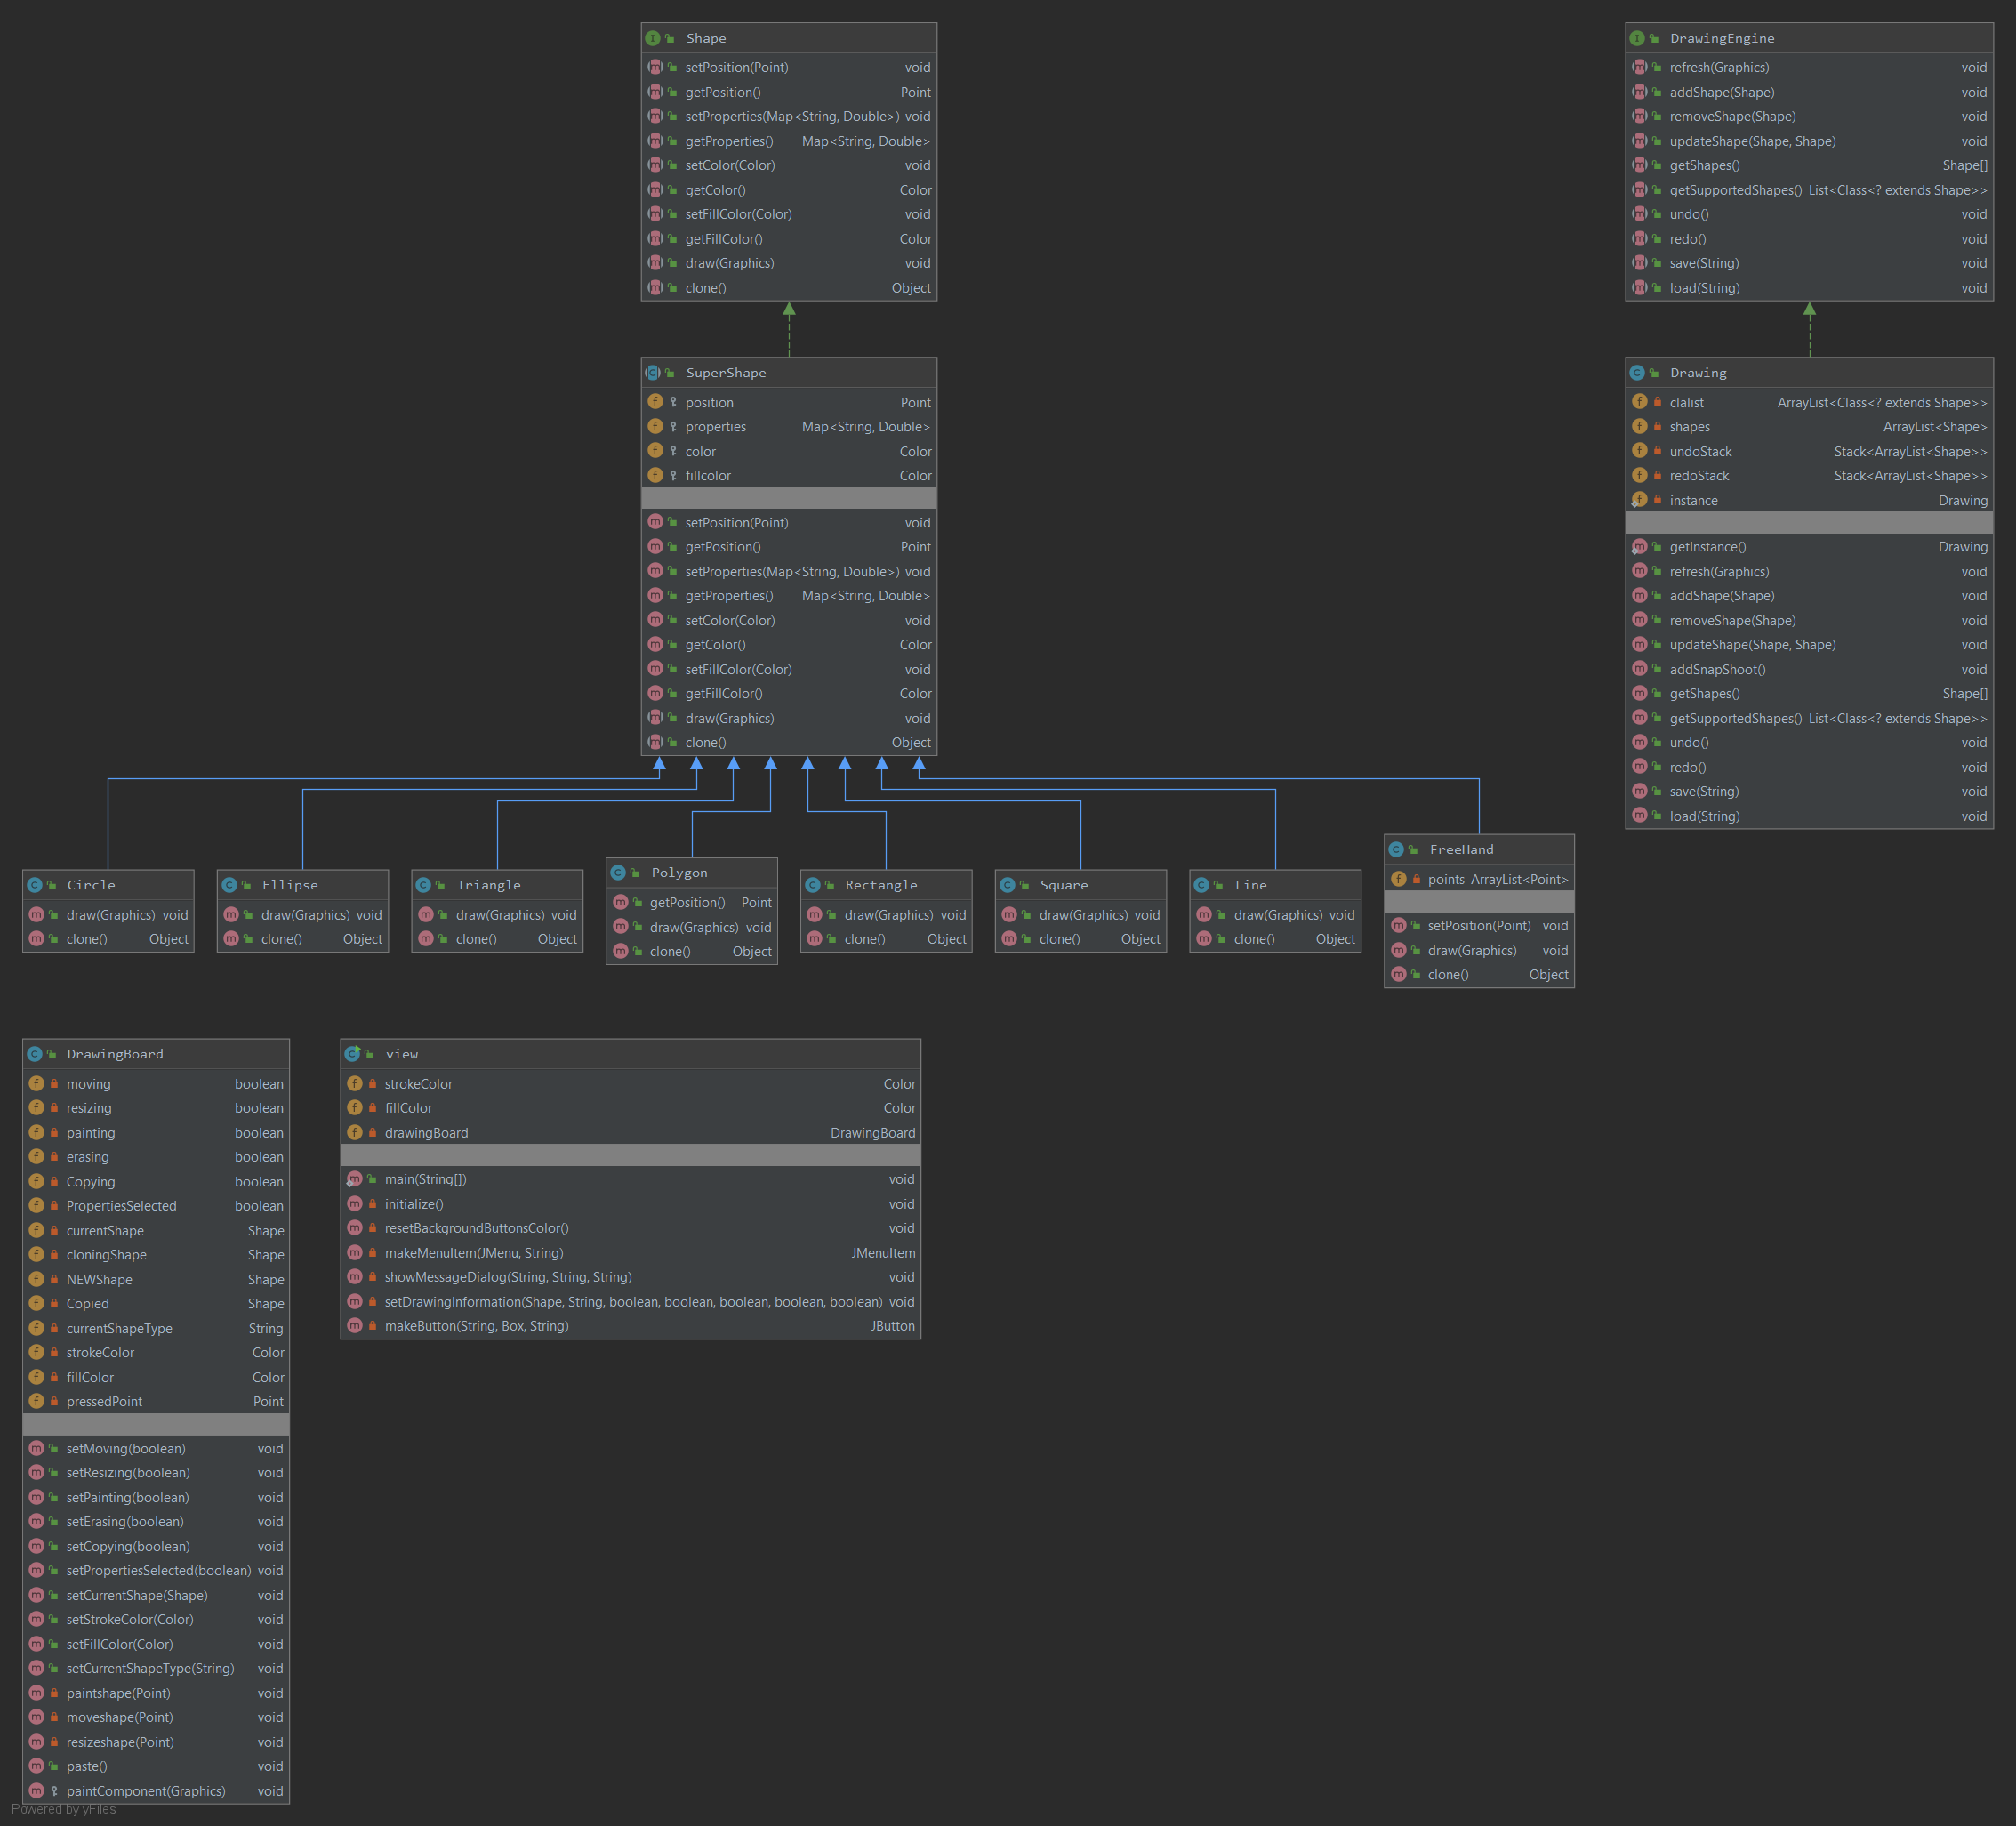 Shape
setPosition(Point) void
getPosition() Point
setProperties(Map<String, Double>) void
getProperties() Map<String, Double>
setColor(Color) void
getColor() Color
setFillColor(Color) void
getFillColor() Color
draw(Graphics) void
clone() Object
DrawingEngine
refresh(Graphics) void
addShape(Shape) void
removeShape(Shape) void
updateShape(Shape, Shape) void
getShapes() Shape[]
getSupportedShapes() List<Class<? extends Shape>>
undo() void
redo() void
save(String) void
load(String) void
SuperShape
position Point
properties Map<String, Double>
color Color
fillcolor Color
setPosition(Point) void
getPosition() Point
setProperties(Map<String, Double>) void
getProperties() Map<String, Double>
setColor(Color) void
getColor() Color
setFillColor(Color) void
getFillColor() Color
draw(Graphics) void
clone() Object
Drawing
clalist ArrayList<Class<? extends Shape>>
shapes ArrayList<Shape>
undoStack Stack<ArrayList<Shape>>
redoStack Stack<ArrayList<Shape>>
instance Drawing
getInstance() Drawing
refresh(Graphics) void
addShape(Shape) void
removeShape(Shape) void
updateShape(Shape, Shape) void
addSnapShoot() void
getShapes() Shape[]
getSupportedShapes() List<Class<? extends Shape>>
undo() void
redo() void
save(String) void
load(String) void
Circle
draw(Graphics) void
clone() Object
Ellipse
draw(Graphics) void
clone() Object
Triangle
draw(Graphics) void
clone() Object
Polygon
getPosition() Point
draw(Graphics) void
clone() Object
Rectangle
draw(Graphics) void
clone() Object
Square
draw(Graphics) void
clone() Object
Line
draw(Graphics) void
clone() Object
FreeHand
points ArrayList<Point>
setPosition(Point) void
draw(Graphics) void
clone() Object
DrawingBoard
moving boolean
resizing boolean
painting boolean
erasing boolean
Copying boolean
PropertiesSelected boolean
currentShape Shape
cloningShape Shape
NEWShape Shape
Copied Shape
currentShapeType String
strokeColor Color
fillColor Color
pressedPoint Point
setMoving(boolean) void
setResizing(boolean) void
setPainting(boolean) void
setErasing(boolean) void
setCopying(boolean) void
setPropertiesSelected(boolean) void
setCurrentShape(Shape) void
setStrokeColor(Color) void
setFillColor(Color) void
setCurrentShapeType(String) void
paintshape(Point) void
moveshape(Point) void
resizeshape(Point) void
paste() void
paintComponent(Graphics) void
view
strokeColor Color
fillColor Color
drawingBoard DrawingBoard
main(String[]) void
initialize() void
resetBackgroundButtonsColor() void
makeMenuItem(JMenu, String) JMenuItem
showMessageDialog(String, String, String) void
setDrawingInformation(Shape, String, boolean, boolean, boolean, boolean, boolean) void
makeButton(String, Box, String) JButton
Powered by yFiles